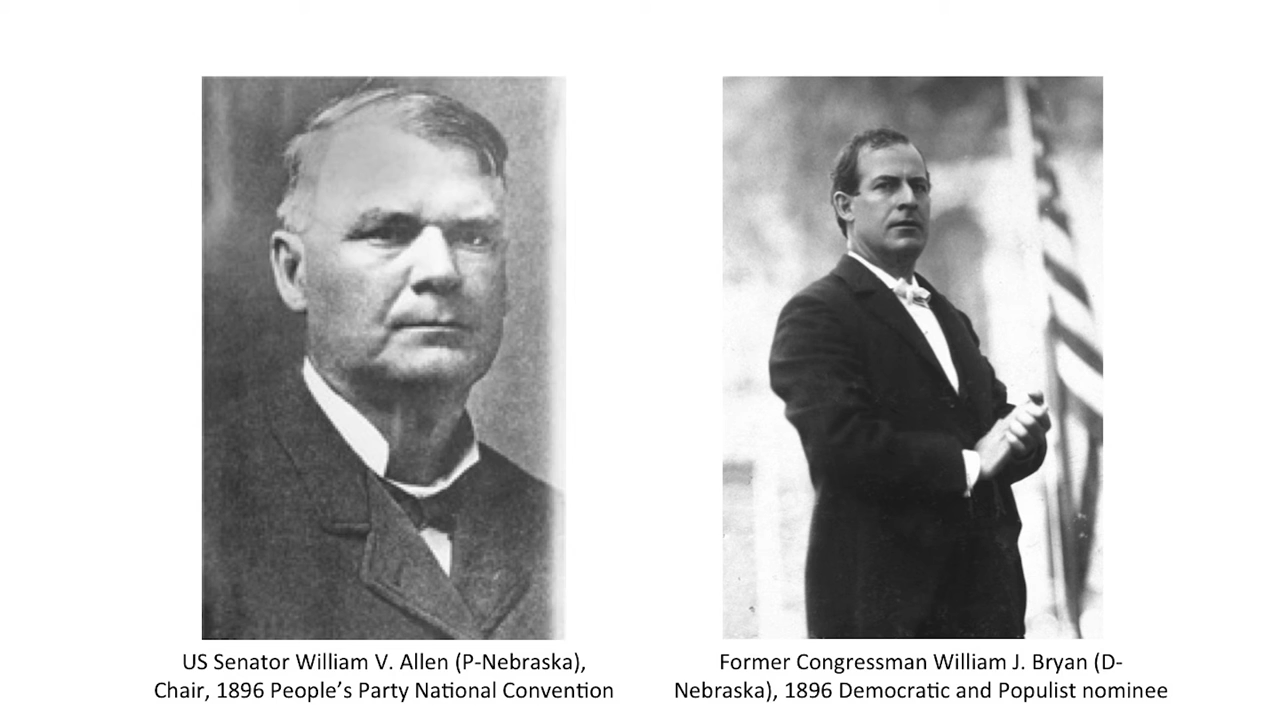 US Senator William V. Allen (P-Nebraska),
Chair, 1896 People’s Party National Convention
Former Congressman William J. Bryan (D-
Nebraska), 1896 Democratic and Populist nominee